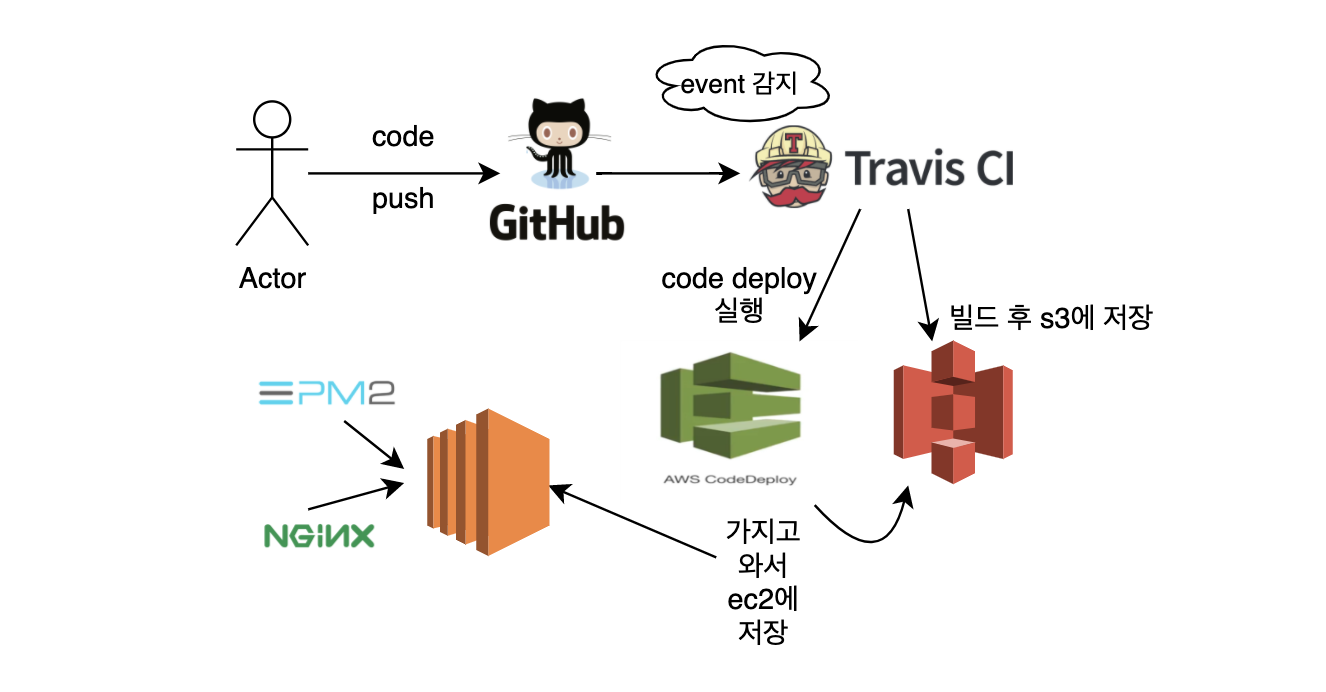 event 감지
code
push
GitHub
T
Travis CI
Actor
code deploy
실행
빌드 후 s3에 저장
PM2
AWS CodeDeploy
NGINX
가지고
와서
ec2에
저장